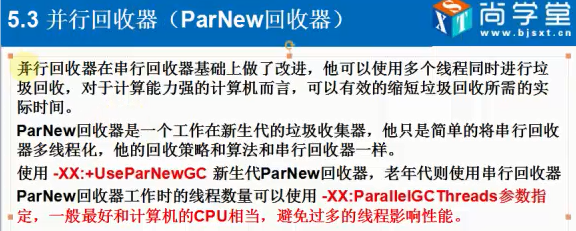 5.3 并行回收器（ParNew回收器）
尚学堂
www.bjsxt.cn
并行回收器在串行回收器基础上做了改进，他可以使用多个线程同时进行垃
圾回收，对于计算能力强的计算机而言，可以有效的缩短垃圾回收所需的实
际时间。
ParNew回收器是一个工作在新生代的垃圾收集器，他只是简单的将串行回收
器多线程化，他的回收策略和算法和串行回收器一样。
使用 -XX:+UseParNewGC 新生代ParNew回收器，老年代则使用串行回收器
ParNew回收器工作时的线程数量可以使用 -XX:ParallelGCThreads参数指
定，一般最好和计算机的CPU相当，避免过多的线程影响性能。